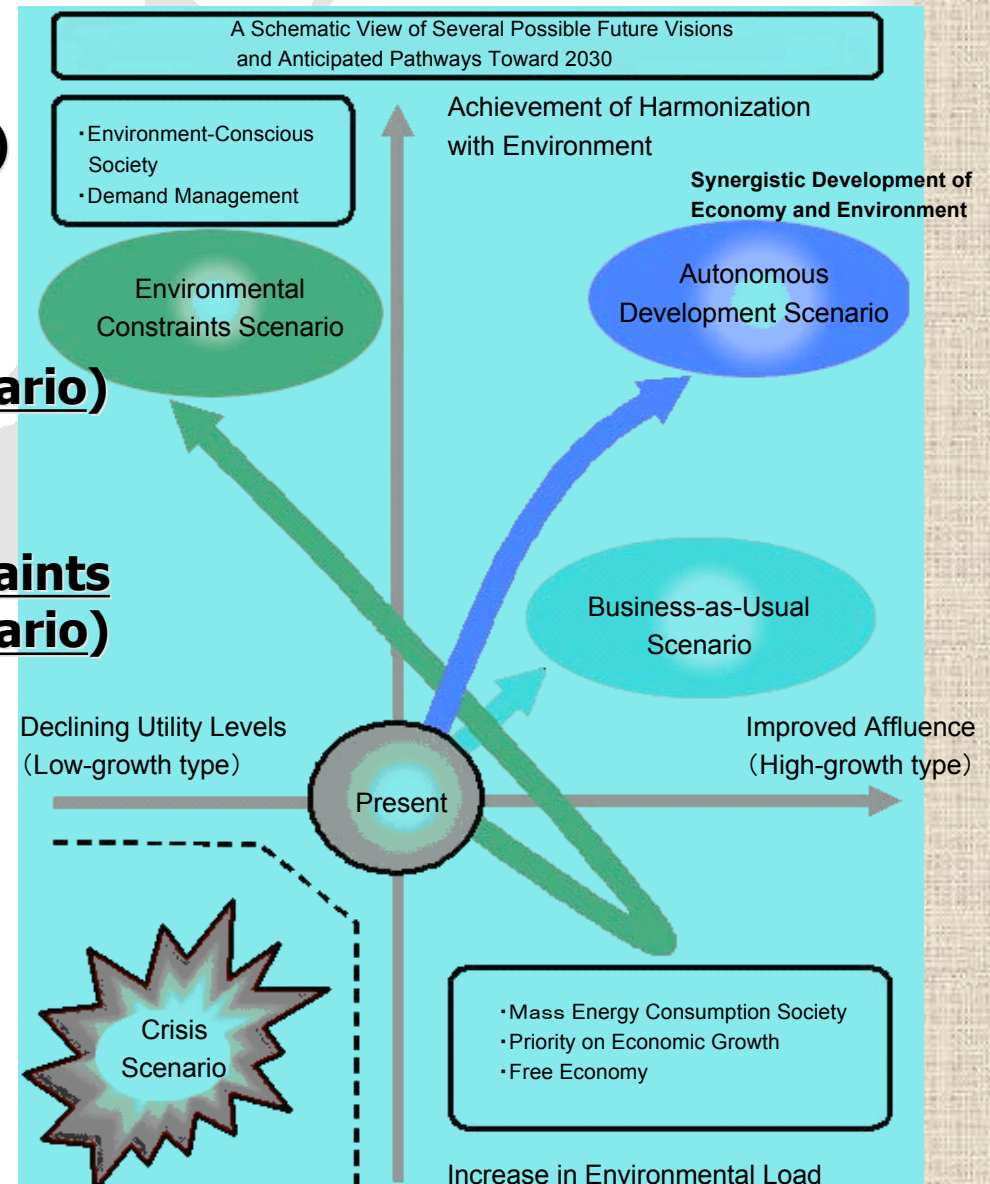 A Schematic View of Several Possible Future Visions
and Anticipated Pathways Toward 2030
・Environment-Conscious
Society
・Demand Management
Achievement of Harmonization
with Environment
Synergistic Development of
Economy and Environment
Environmental
Constraints Scenario
Autonomous
Development Scenario
ario)
aints
ario)
Business-as-Usual
Scenario
Declining Utility Levels
（Low-growth type）
Improved Affluence
（High-growth type）
Present
Crisis
Scenario
・Mass Energy Consumption Society
・Priority on Economic Growth
・Free Economy
Increase in Environmental Load